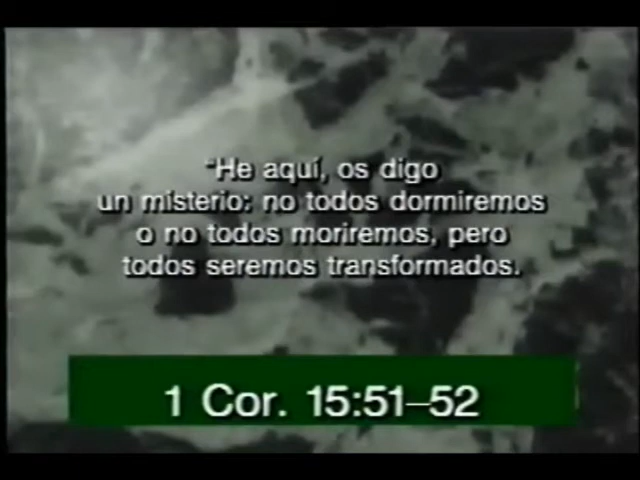 "He aquí, os digo
un misterio: no todos dormiremos
o no todos moriremos, pero
todos seremos transformados.
1 Cor. 15:51–52